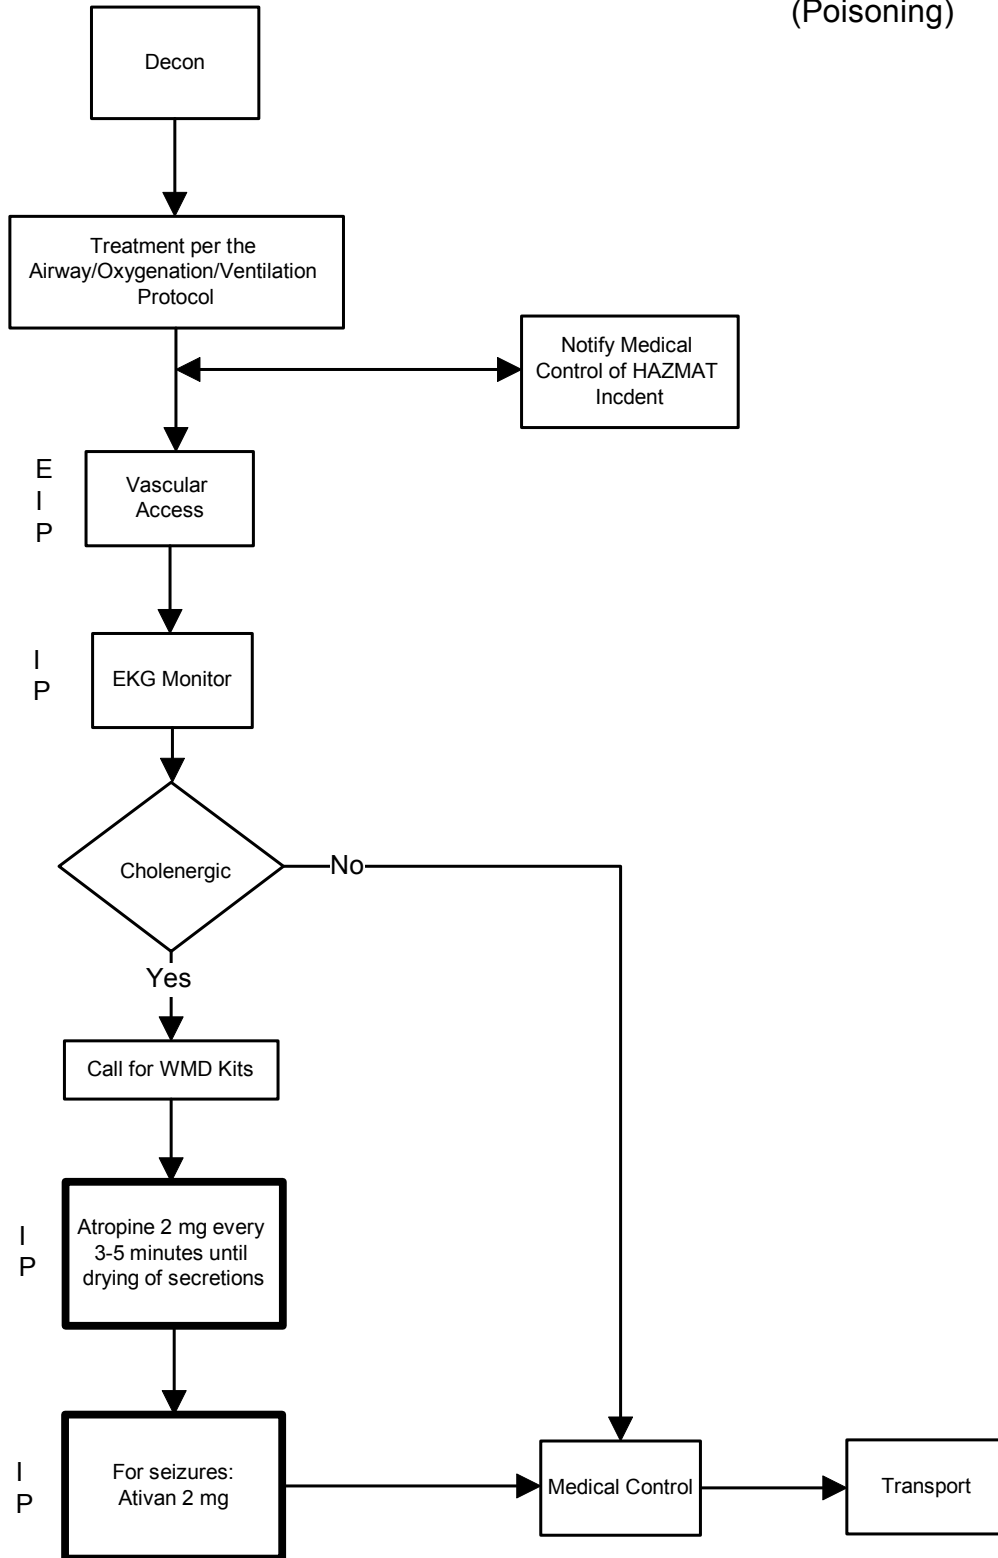 (Poisoning)
Decon
Treatment per the
Airway/Oxygenation/Ventilation
Protocol
Notify Medical
Control of HAZMAT
Incdent
E
I
P
Vascular
Access
I
P
EKG Monitor
Cholenergic
No
Yes
Call for WMD Kits
I
P
Atropine 2 mg every
3-5 minutes until
drying of secretions
I
P
For seizures:
Ativan 2 mg
Medical Control
Transport